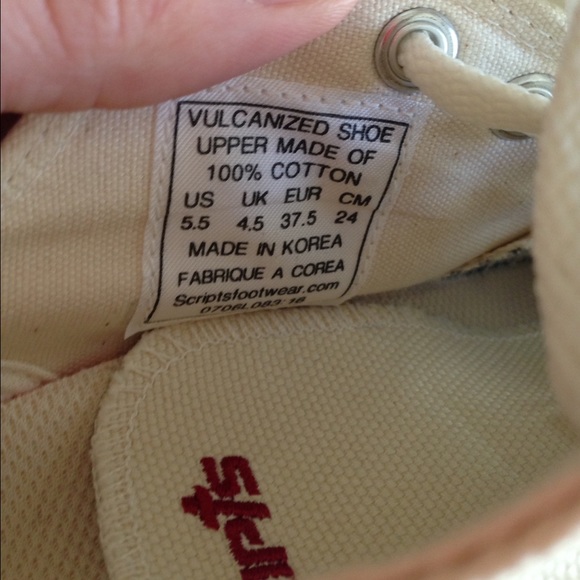 VULCANIZED SHOE
UPPER MADE OF
100% COTTON
US UK EUR CM
5.5 4.5 37.5 24
MADE IN KOREA
FABRIQUE A COREA
Scriptsfootwear.com